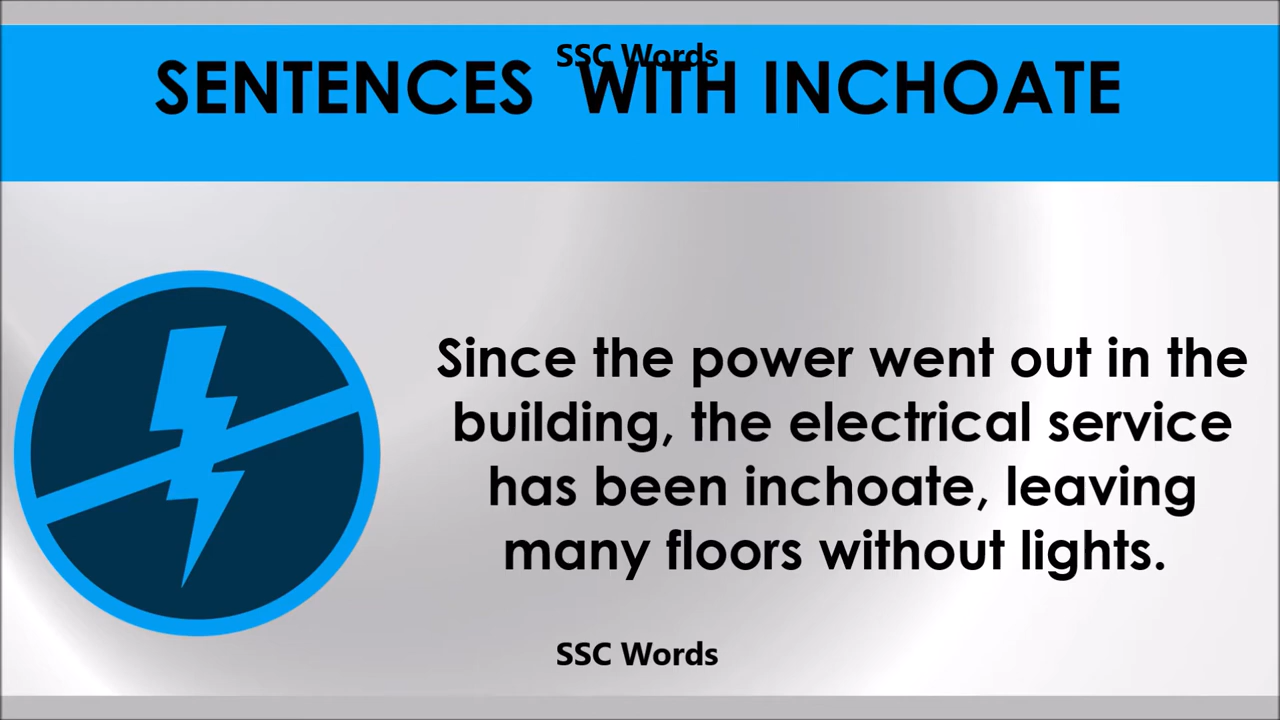 SSC Words
SENTENCES WITH INCHOATE
Since the power went out in the
building, the electrical service
has been inchoate, leaving
many floors without lights.
SSC Words